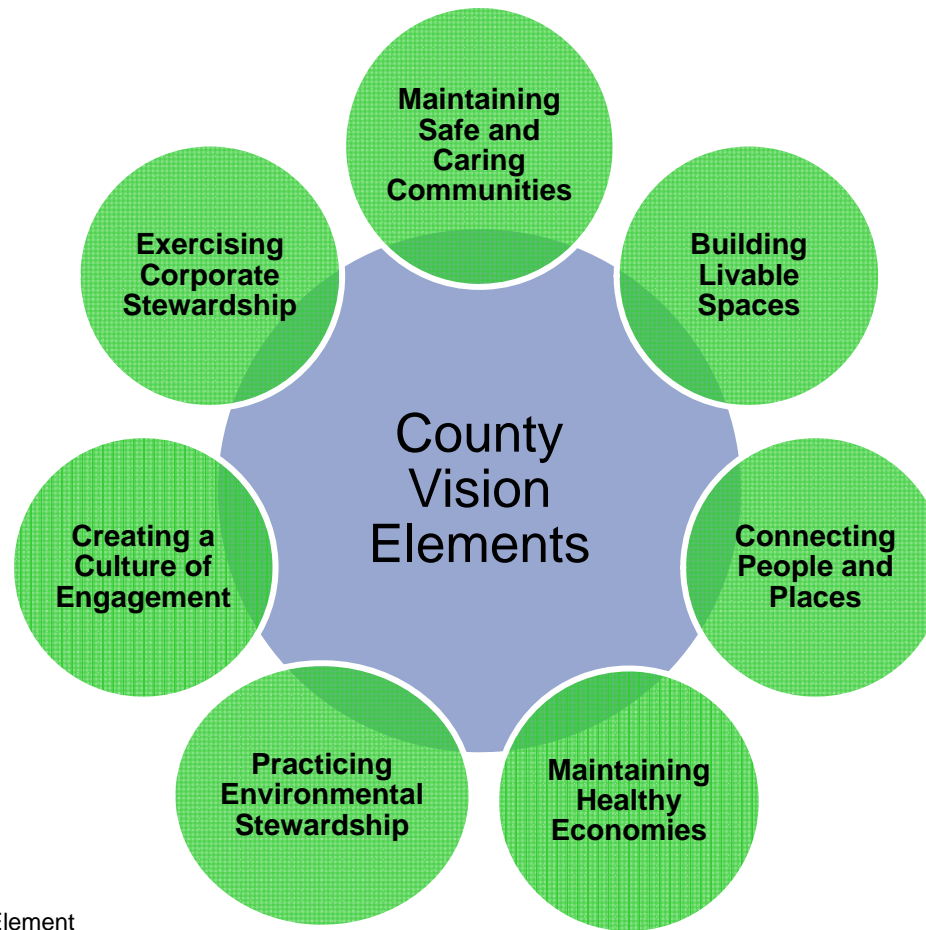 Maintaining
Safe and
Caring
Communities
Exercising
Corporate
Stewardship
Building
Livable
Spaces
County
Vision
Elements
Creating a
Culture of
Engagement
Connecting
People and
Places
Practicing
Environmental
Stewardship
Maintaining
Healthy
Economies
Element